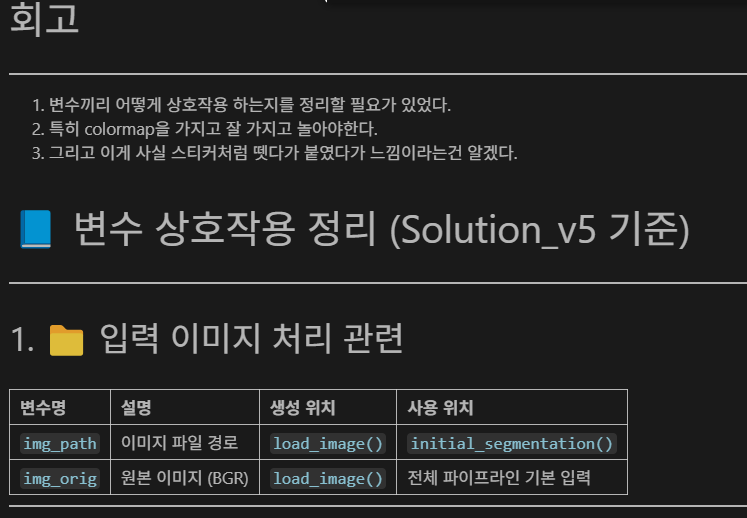 회고
1. 변수끼리 어떻게 상호작용 하는지를 정리할 필요가 있었다.
2. 특히 colormap을 가지고 잘 가지고 놀아야한다.
3. 그리고 이게 사실 스티커처럼 뗏다가 붙였다가 느낌이라는건 알겠다.
📘 변수 상호작용 정리 (Solution_v5 기준)
1. 📁 입력 이미지 처리 관련
변수명 설명 생성 위치 사용 위치
img_path 이미지 파일 경로 load_image() initial_segmentation()
img_orig 원본 이미지 (BGR) load_image() 전체 파이프라인 기본 입력